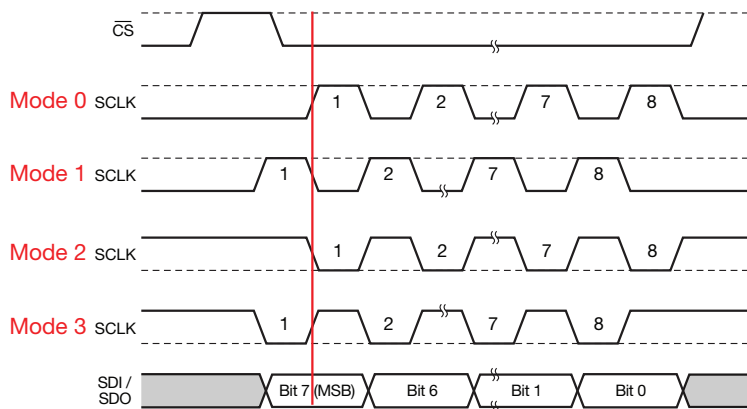 CS
Mode 0 SCLK 1 2 7 8
Mode 1 SCLK 1 2 7 8
Mode 2 SCLK 1 2 7 8
Mode 3 SCLK 1 2 7 8
SDI /
SDO
Bit 7 (MSB) Bit 6 Bit 1 Bit 0